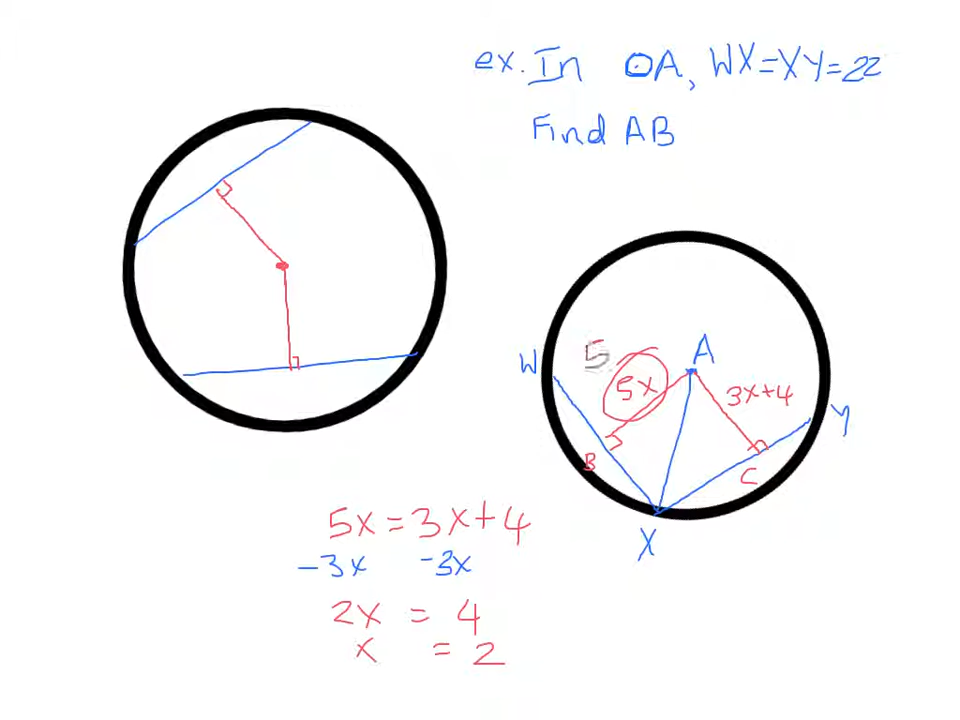 ex. In ⊙A, WX=XY=22
Find AB
W
5
5x
A
3x+4
Y
B
C
X
5x=3x+4
-3x -3x
2x = 4
x = 2